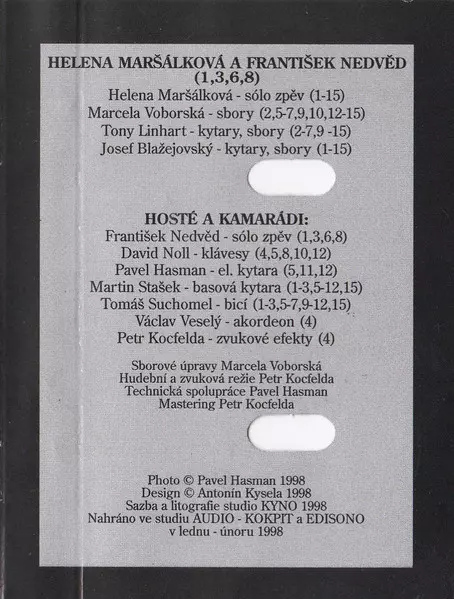 HELENA MARŠÁLKOVÁ A FRANTIŠEK NEDVĚD
(1,3,6,8)
Helena Maršálková - sólo zpěv (1-15)
Marcela Voborská - sbory (2,5-7,9,10,12-15)
Tony Linhart - kytary, sbory (2-7,9 -15)
Josef Blažejovský - kytary, sbory (1-15)
HOSTÉ A KAMARÁDI:
František Nedvěd - sólo zpěv (1,3,6,8)
David Noll - klávesy (4,5,8,10,12)
Pavel Hasman - el. kytara (5,11,12)
Martin Stašek - basová kytara (1-3,5-12,15)
Tomáš Suchomel - bicí (1-3,5-7,9-12,15)
Václav Veselý - akordeon (4)
Petr Kocfelda - zvukové efekty (4)
Sborové úpravy Marcela Voborská
Hudební a zvuková režie Petr Kocfelda
Technická spolupráce Pavel Hasman
Mastering Petr Kocfelda
Photo © Pavel Hasman 1998
Design © Antonín Kysela 1998
Sazba a litografie studio KYNO 1998
Nahráno ve studiu AUDIO - KOKPIT a EDISONO
v lednu - únoru 1998